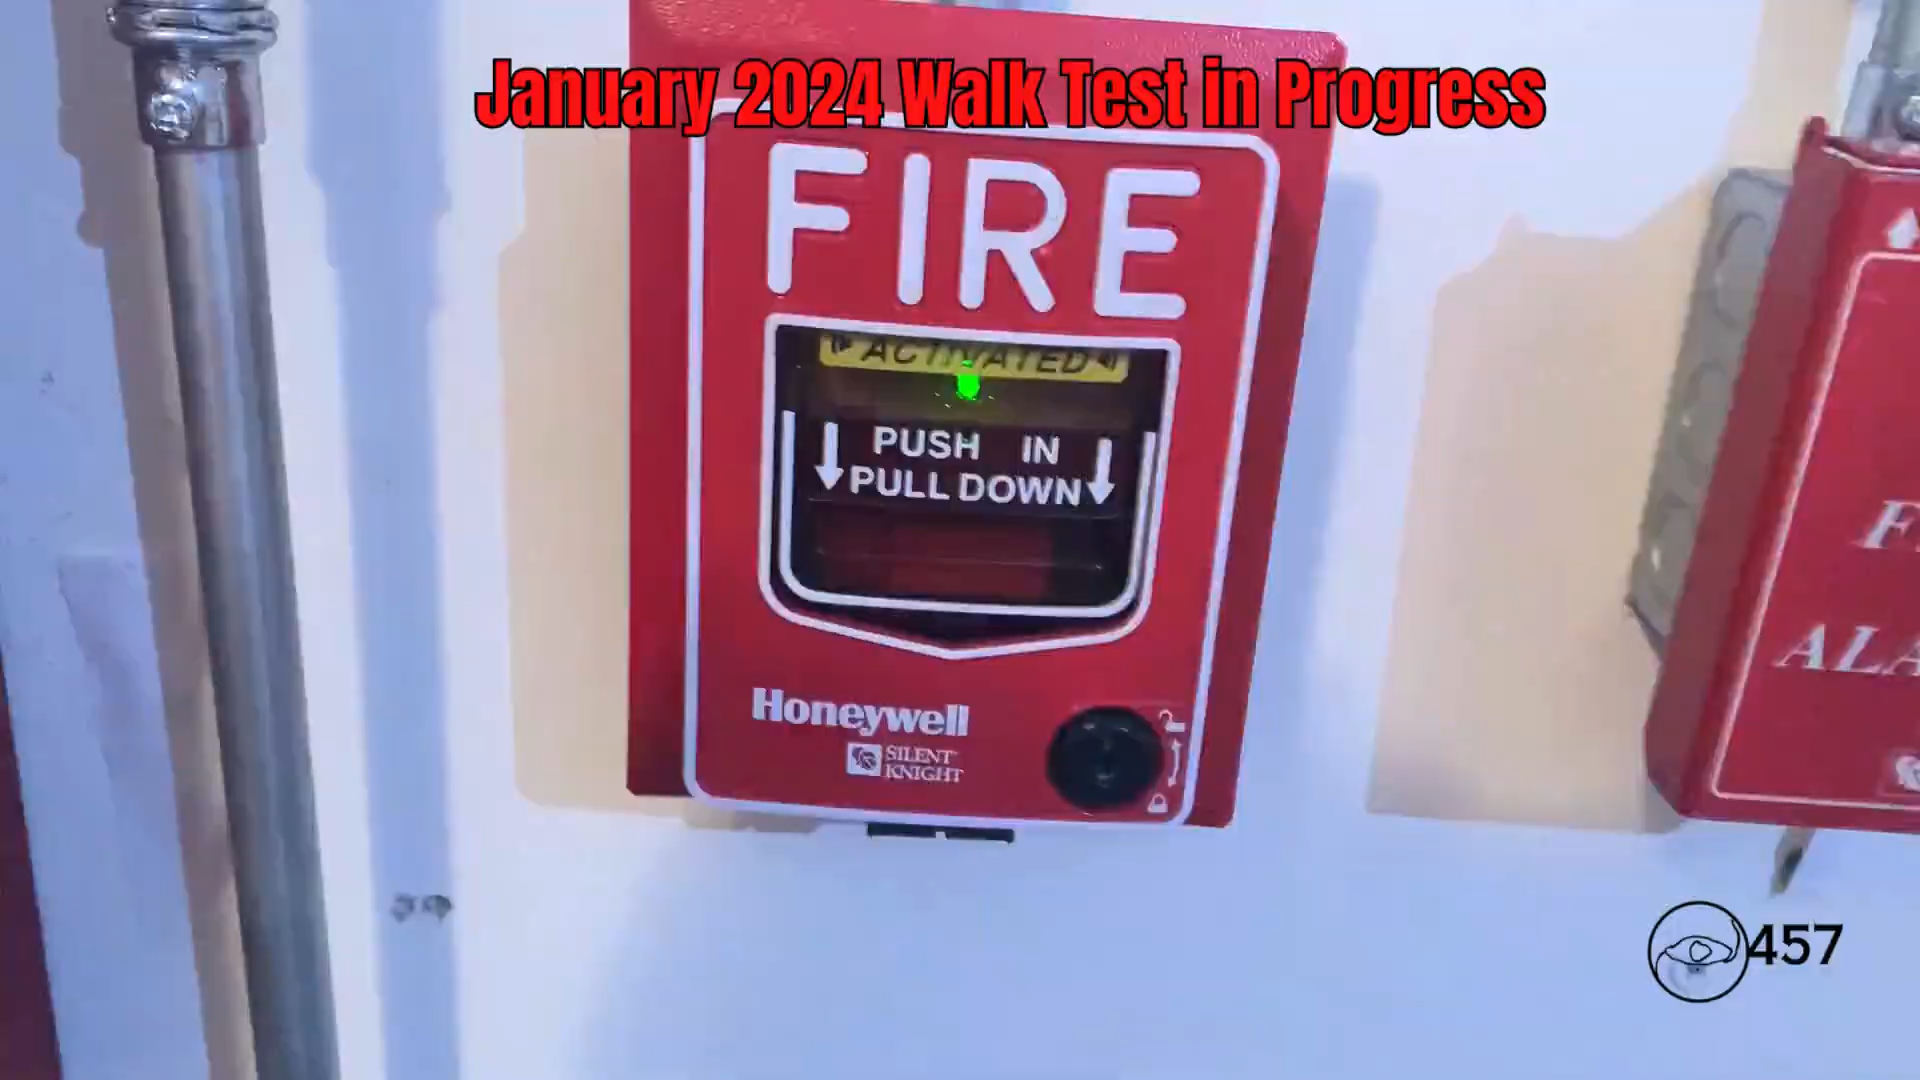 January 2024 Walk Test in Progress
FIRE
ACTIVATED
PUSH IN
PULL DOWN
Honeywell
SILENT
KNIGHT
457